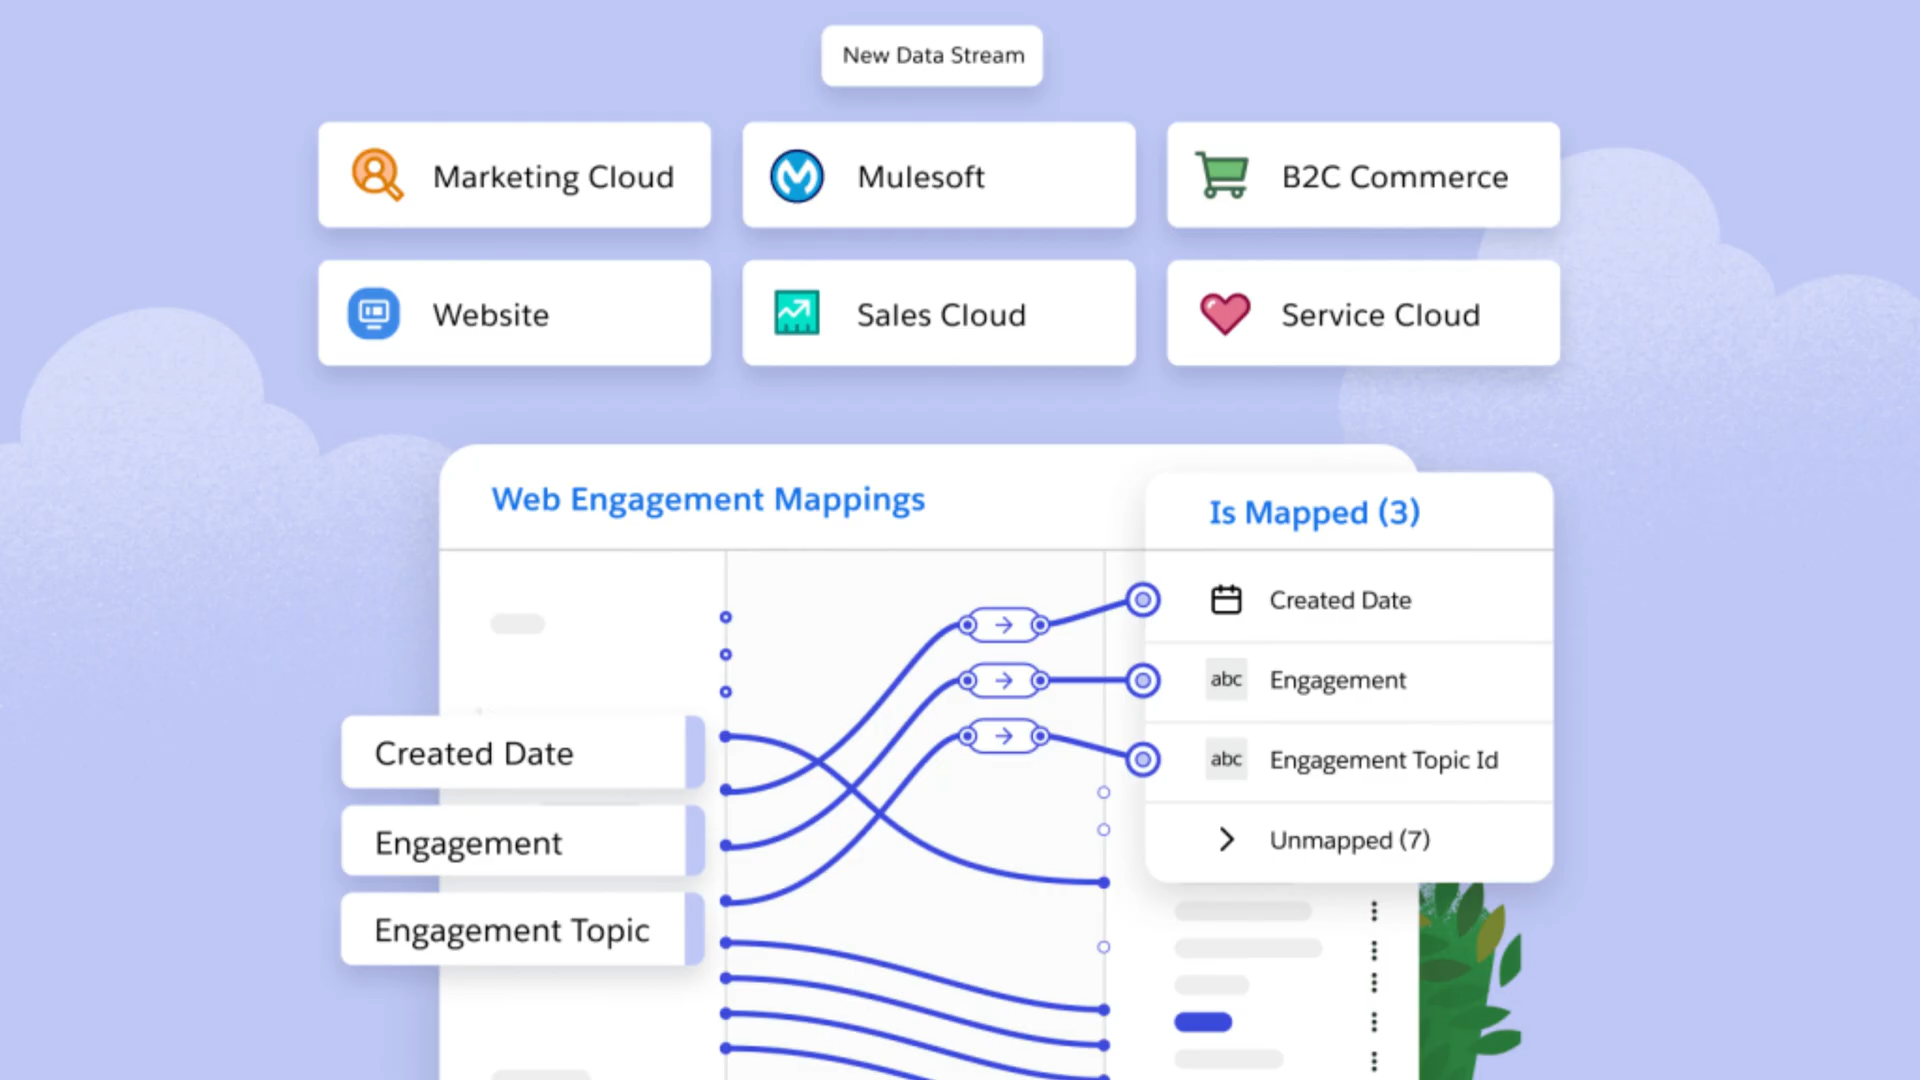 New Data Stream
Marketing Cloud
Mulesoft
B2C Commerce
Website
Sales Cloud
Service Cloud
Web Engagement Mappings
Is Mapped (3)
Created Date
abc Engagement
abc Engagement Topic Id
Unmapped (7)
Created Date
Engagement
Engagement Topic